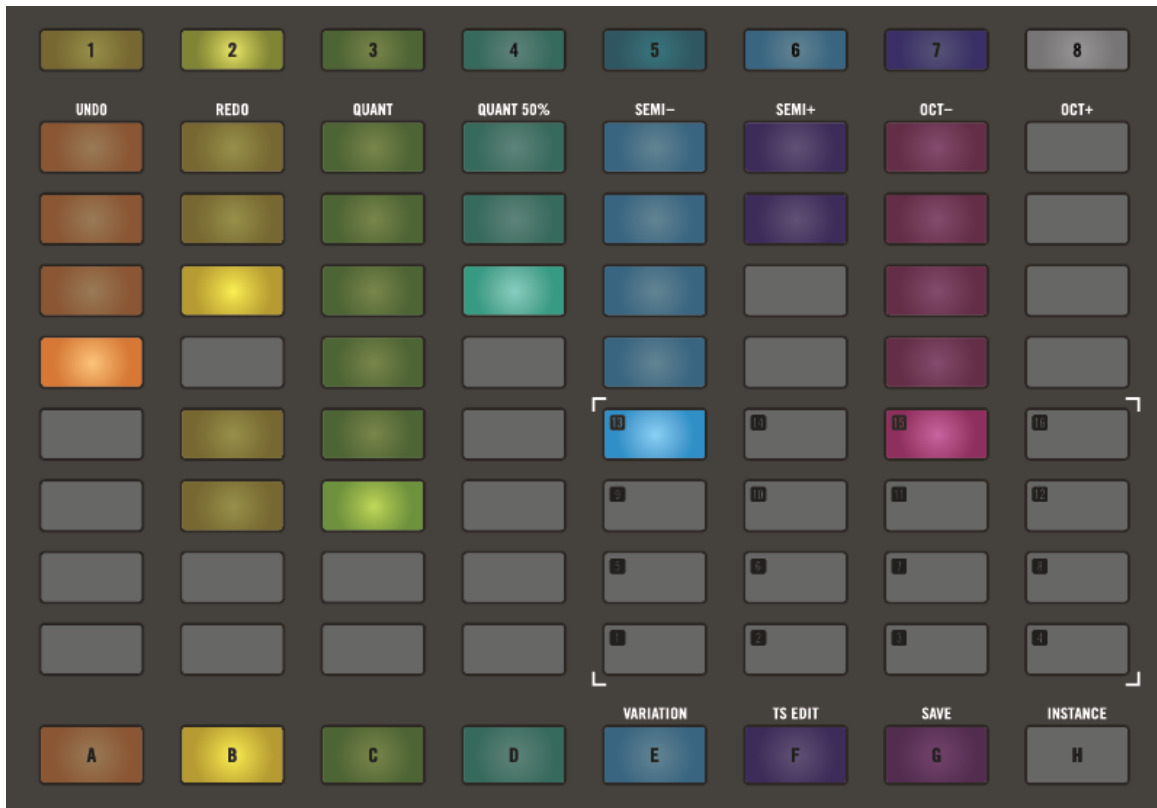 1 2 3 4 5 6 7 8
UNDO REDO QUANT QUANT 50% SEMI– SEMI+ OCT– OCT+
13 14 15 16
9 10 11 12
5 6 7 8
1 2 3 4
VARIATION TS EDIT SAVE INSTANCE
A B C D E F G H